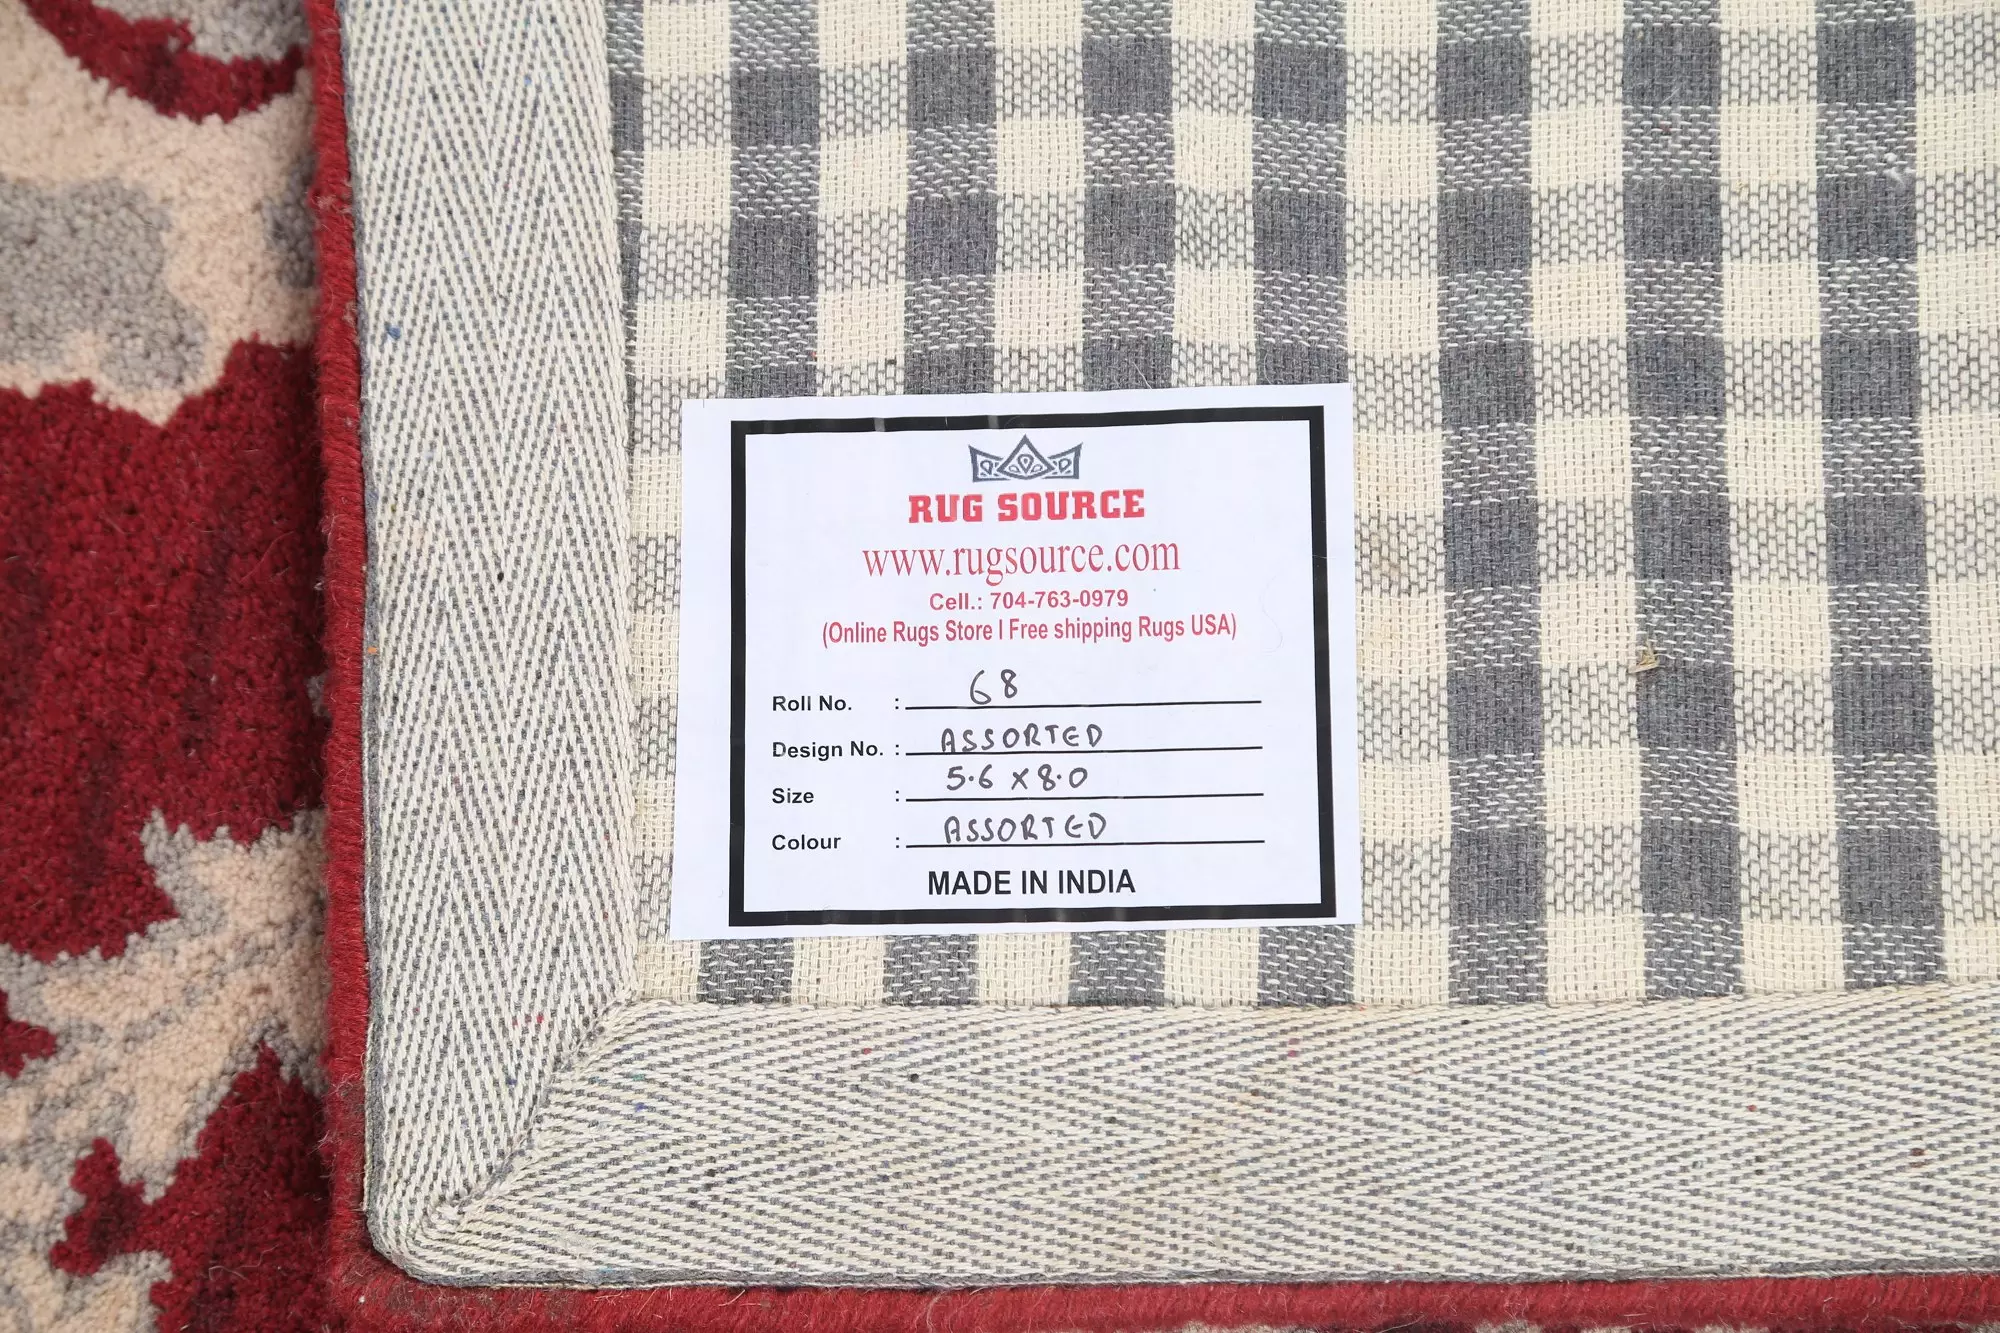 RUG SOURCE
www.rugsource.com
Cell.: 704-763-0979
(Online Rugs Store l Free shipping Rugs USA)
Roll No. : 68
Design No. : ASSORTED
Size : 5.6 x 8.0
Colour : ASSORTED
MADE IN INDIA